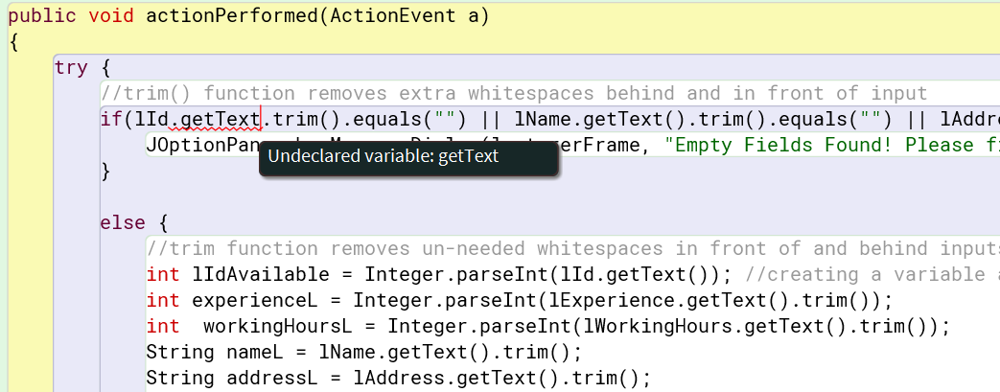 public void actionPerformed(ActionEvent a)
{
try {
//trim() function removes extra whitespaces behind and in front of input
if(lId.getText.trim().equals("") || lName.getText().trim().equals("") || lAddr
JOptionPan rFrame, "Empty Fields Found! Please f
Undeclared variable: getText
}
else {
//trim function removes un-needed whitespaces in front of and behind input
int lIdAvailable = Integer.parseInt(lId.getText()); //creating a variable
int experienceL = Integer.parseInt(lExperience.getText().trim());
int workingHoursL = Integer.parseInt(lWorkingHours.getText().trim());
String nameL = lName.getText().trim();
String addressL = lAddress.getText().trim();